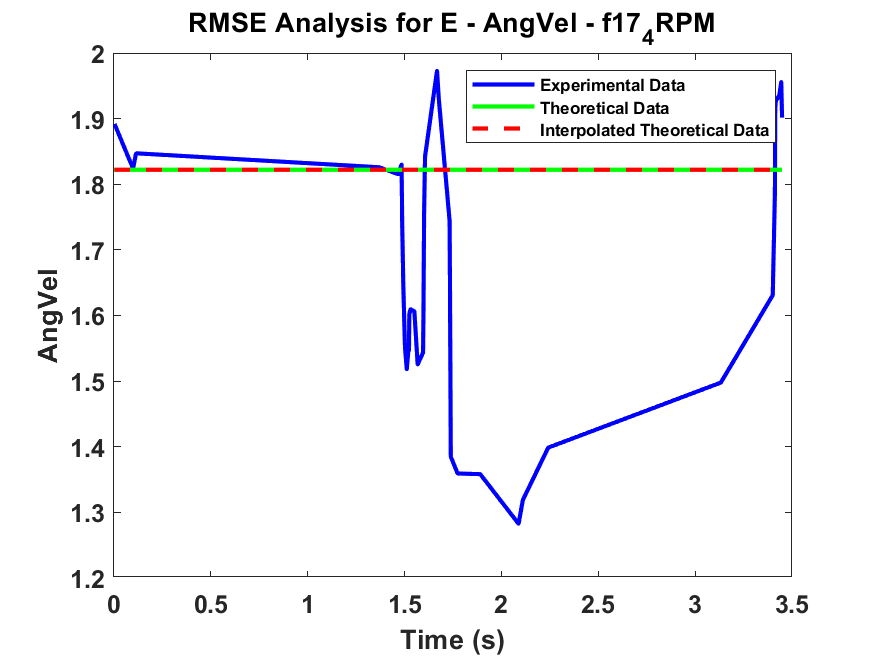 RMSE Analysis for E - AngVel - f17₄RPM
2
1.9
1.8
1.7
1.6
1.5
1.4
1.3
1.2
AngVel
Experimental Data
Theoretical Data
Interpolated Theoretical Data
0 0.5 1 1.5 2 2.5 3 3.5
Time (s)